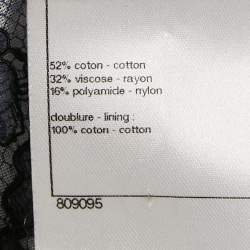 52% coton - cotton
32% viscose - rayon
16% polyamide - nylon
doublure - lining :
100% coton - cotton
809095